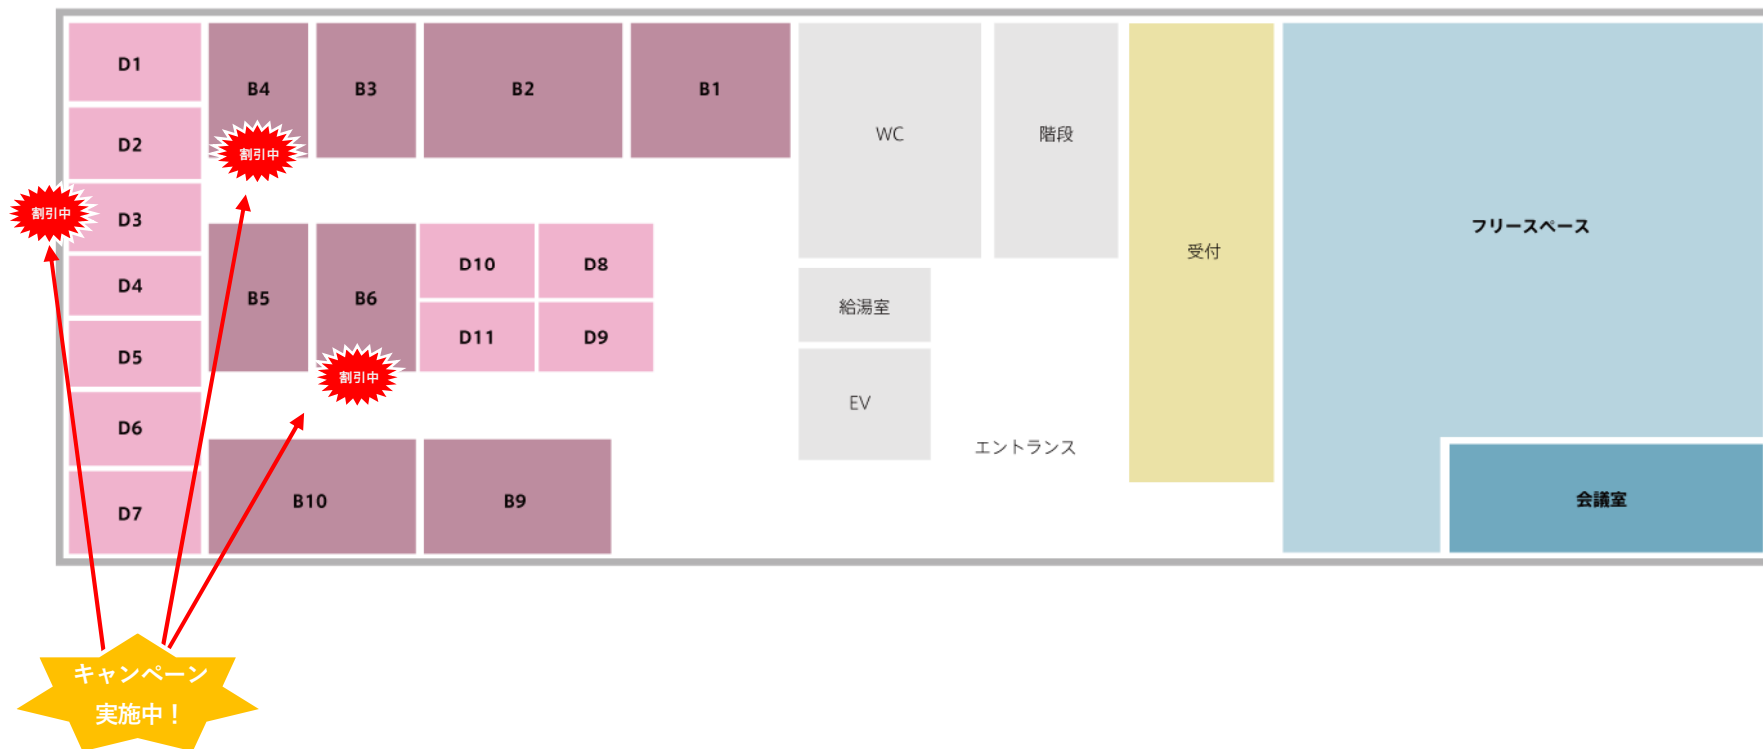 D1
B4
B3
B2
B1
WC
階段
受付
フリースペース
D2
割引中
D3
割引中
D4
D5
D6
D7
B5
B6
割引中
D10
D8
D11
D9
給湯室
EV
エントランス
B10
B9
会議室
キャンペーン
実施中！